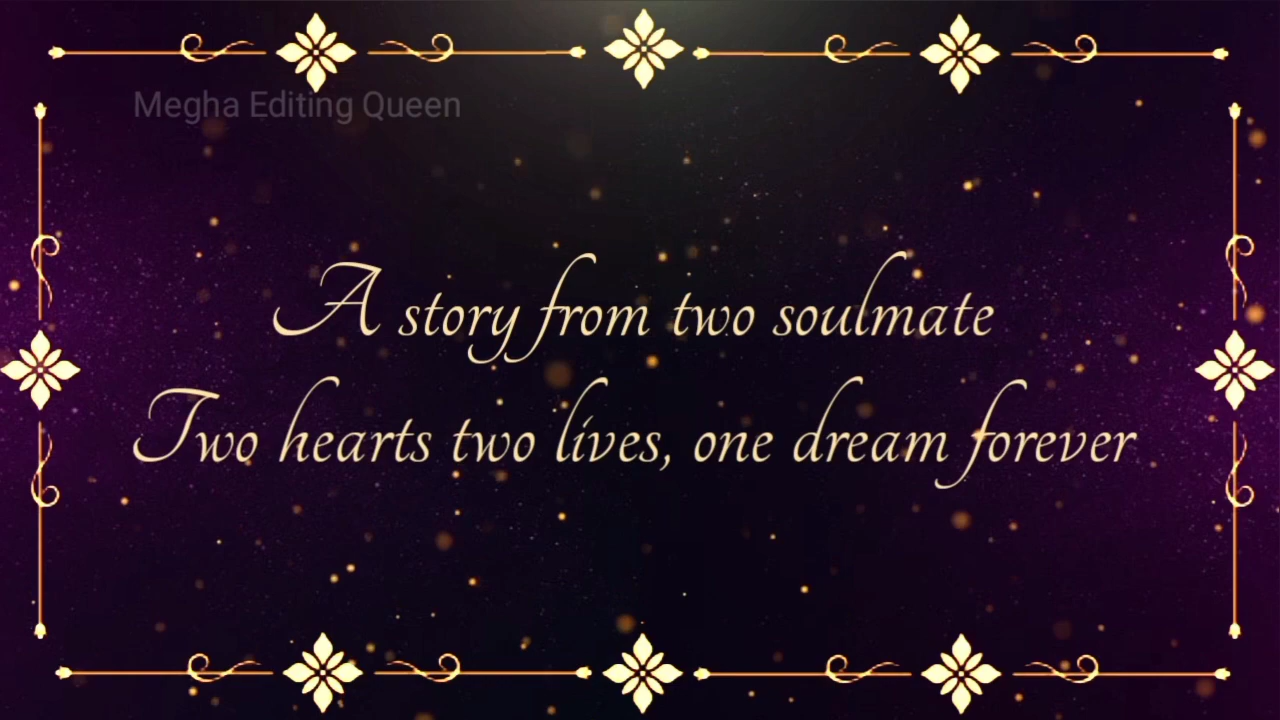 Megha Editing Queen
A story from two soulmate
Two hearts two lives, one dream forever